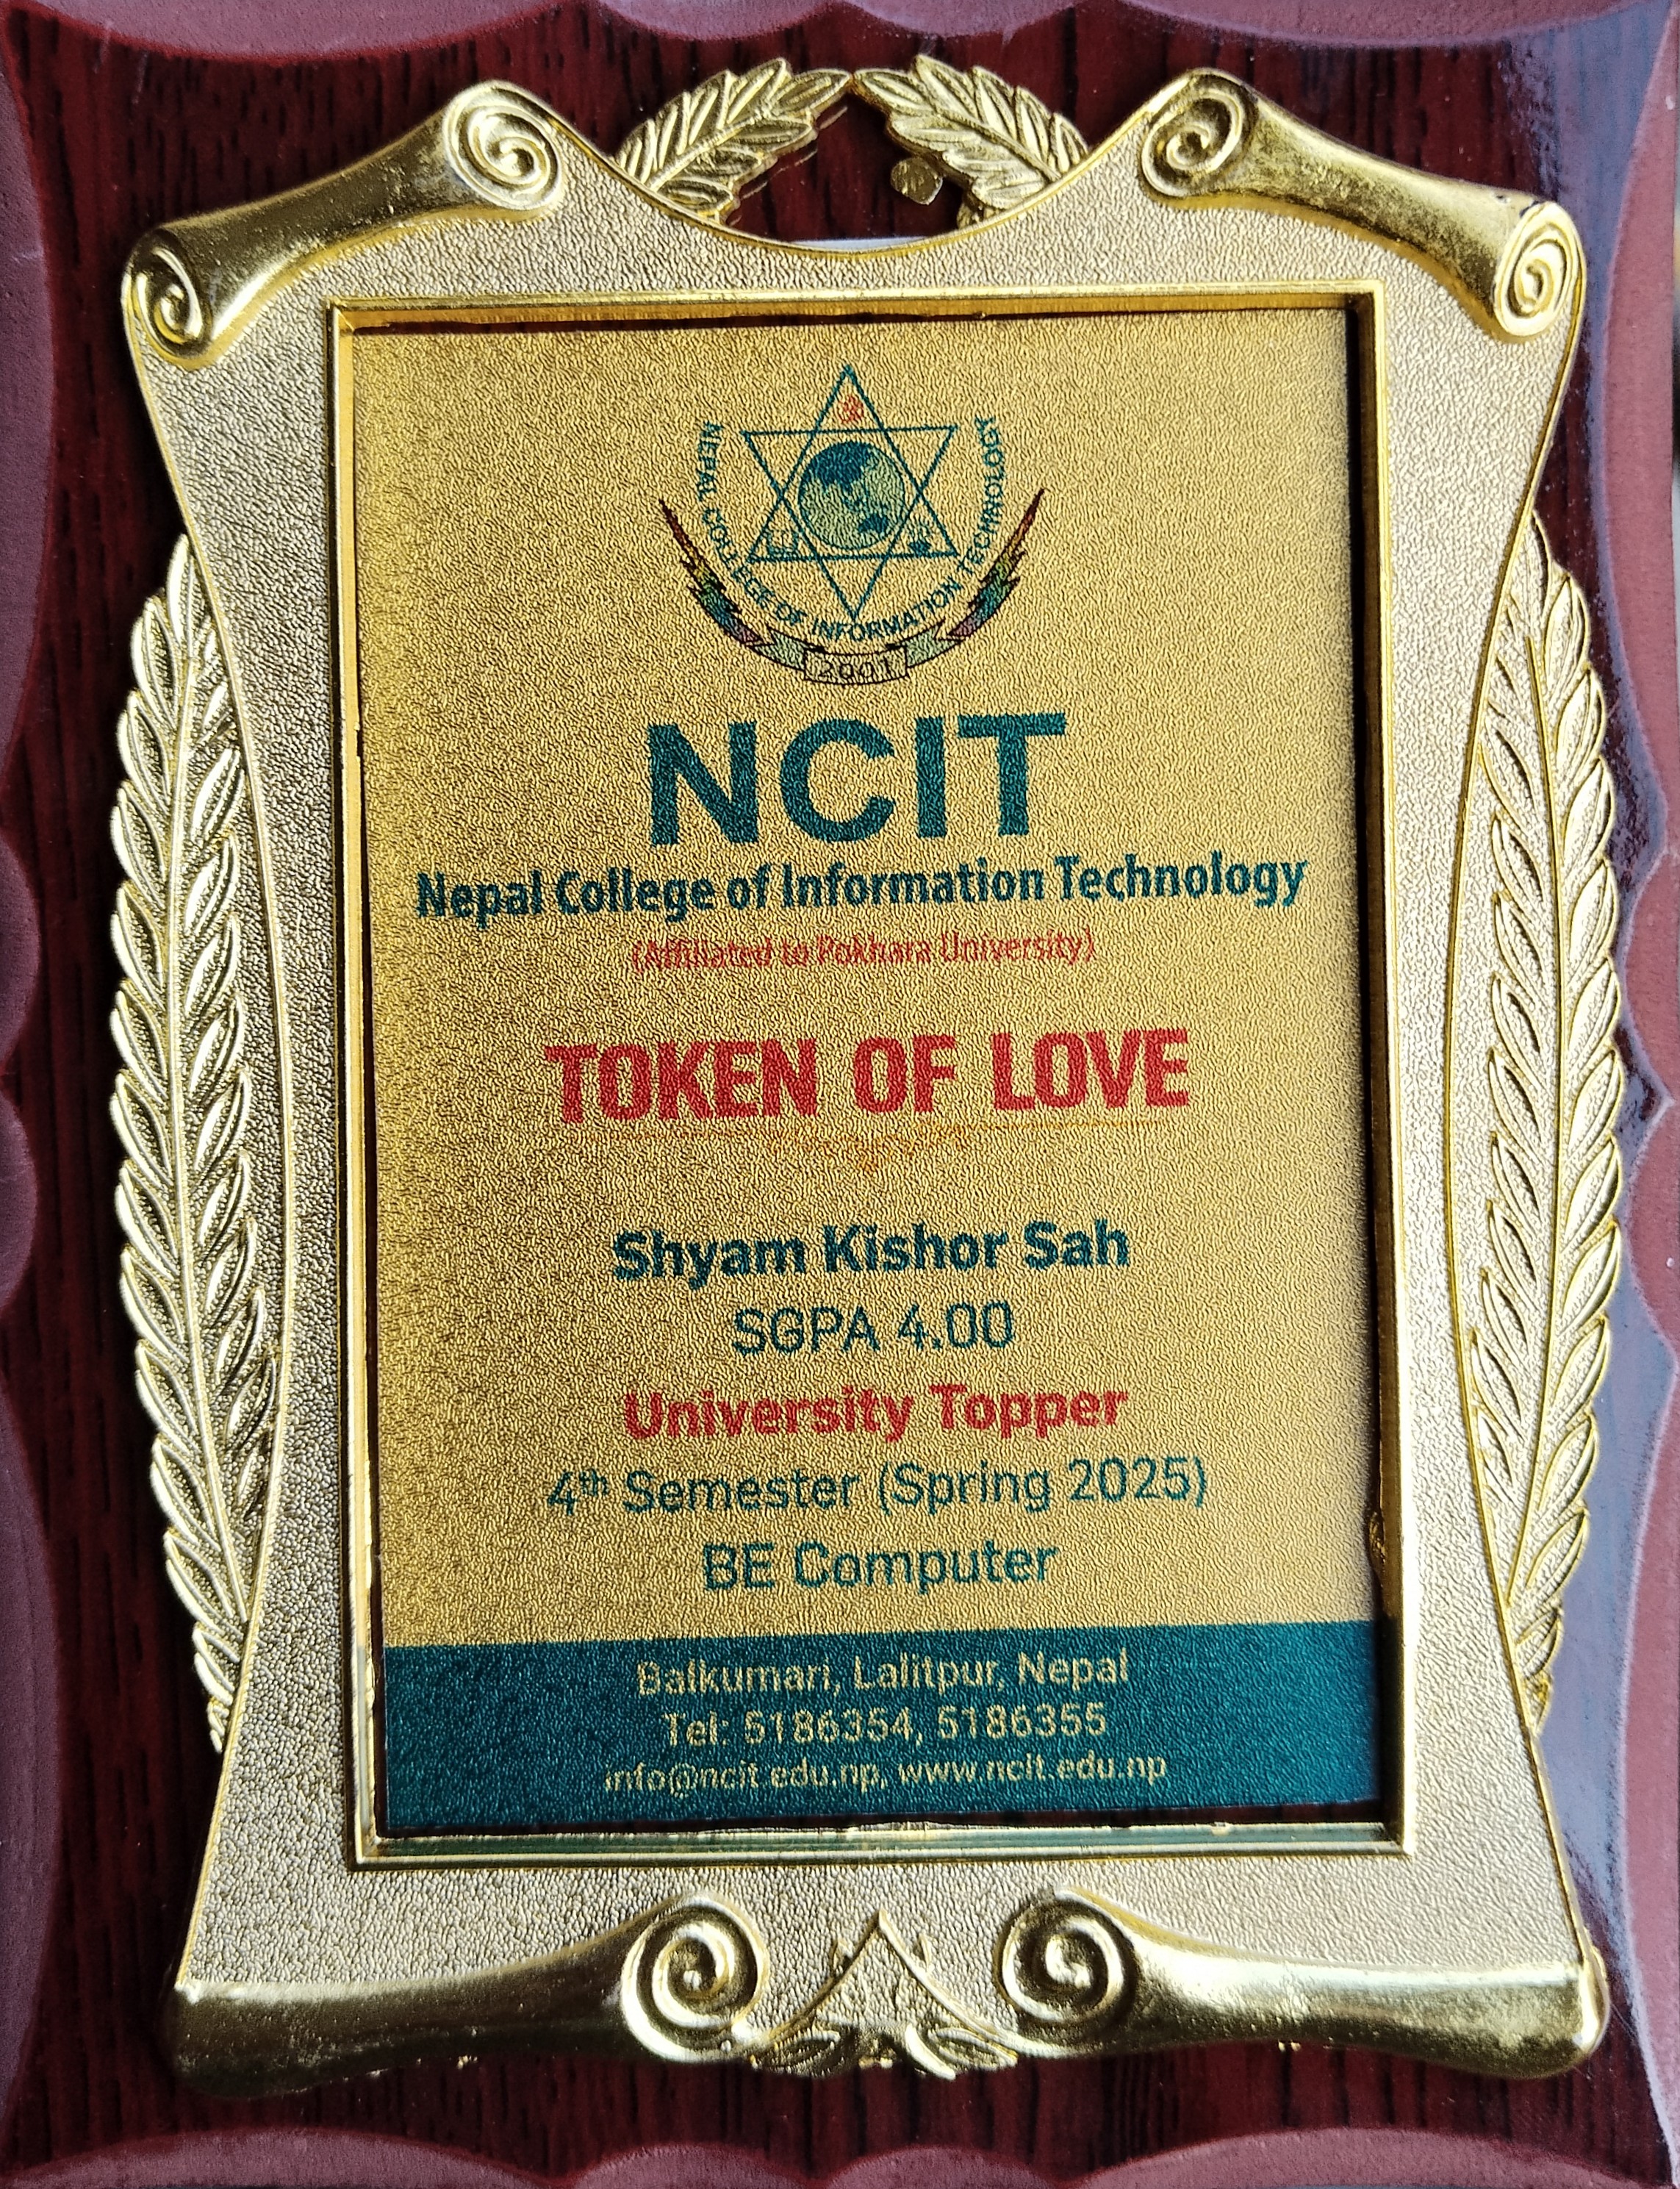 NEPAL COLLEGE OF INFORMATION TECHNOLOGY
2001
NCIT
Nepal College of Information Technology
(Affiliated to Pokhara University)
TOKEN OF LOVE
Shyam Kishor Sah
SGPA 4.00
University Topper
4th Semester (Spring 2025)
BE Computer
Balkumari, Lalitpur, Nepal
Tel: 5186354, 5186355
info@ncit.edu.np, www.ncit.edu.np